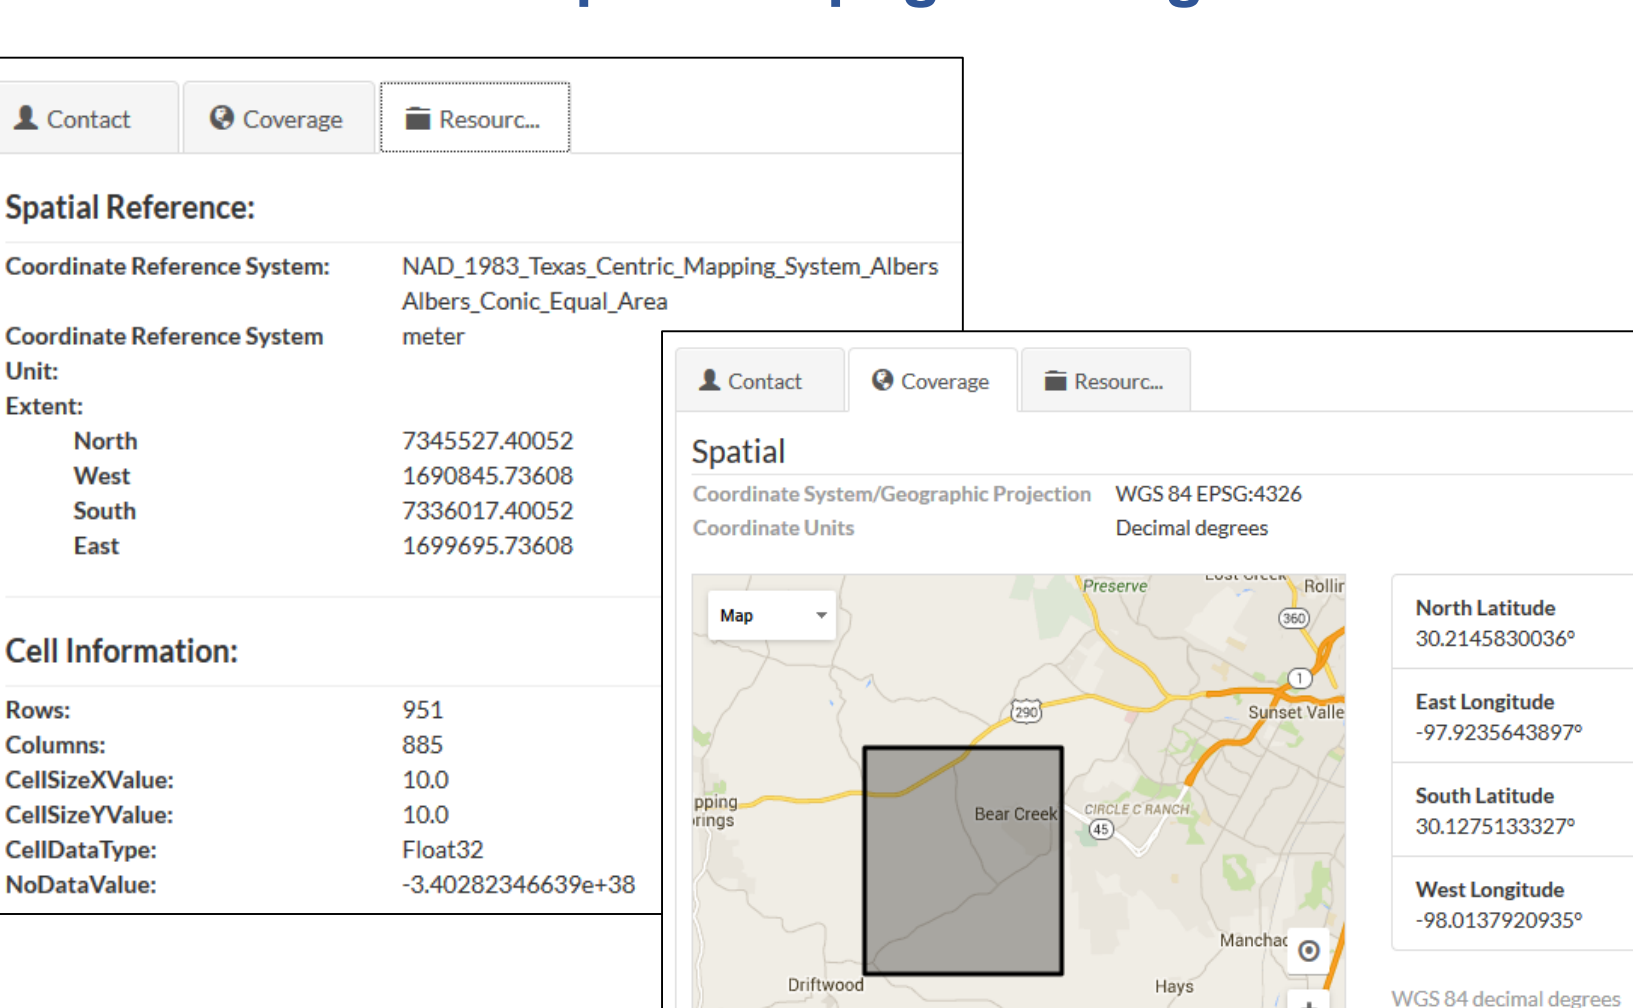 Contact
Coverage
Resourc...
Spatial Reference:
Coordinate Reference System: NAD_1983_Texas_Centric_Mapping_System_Albers
Albers_Conic_Equal_Area
Coordinate Reference System meter
Unit:
Extent:
North 7345527.40052
West 1690845.73608
South 7336017.40052
East 1699695.73608
Cell Information:
Rows: 951
Columns: 885
CellSizeXValue: 10.0
CellSizeYValue: 10.0
CellDataType: Float32
NoDataValue: -3.40282346639e+38
Contact
Coverage
Resourc...
Spatial
Coordinate System/Geographic Projection WGS 84 EPSG:4326
Coordinate Units Decimal degrees
Map
Preserve
Rollin
360
1
290
Sunset Valle
pping
rings
Bear Creek
CIRCLE C RANCH
45
Manchac
Driftwood
Hays
North Latitude
30.2145830036°
East Longitude
-97.9235643897°
South Latitude
30.1275133327°
West Longitude
-98.0137920935°
WGS 84 decimal degrees